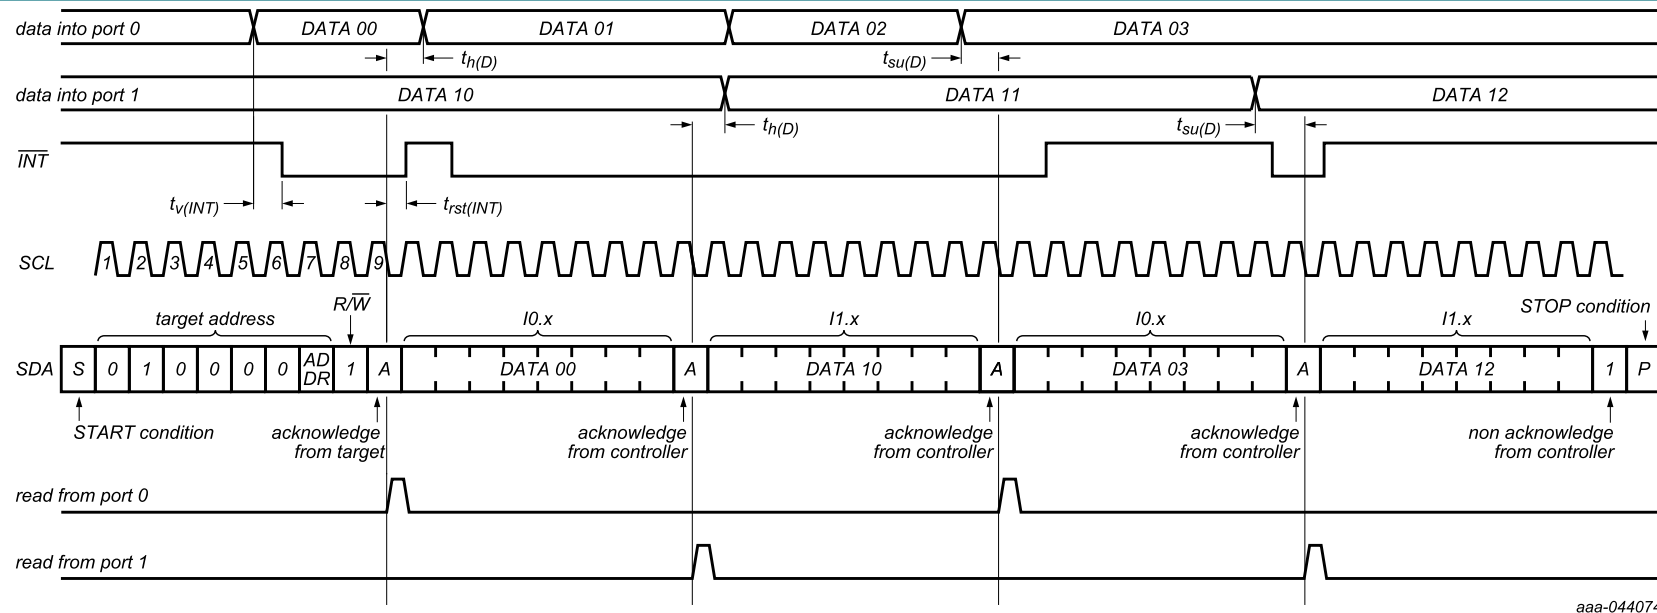 data into port 0 DATA 00 DATA 01 DATA 02 DATA 03
th(D) tsu(D)
data into port 1 DATA 10 DATA 11 DATA 12
th(D) tsu(D)
INT
tv(INT) trst(INT)
SCL 1 2 3 4 5 6 7 8 9
R/W
STOP condition
target address I0.x I1.x I0.x I1.x
SDA S 0 1 0 0 0 0 AD DR 1 A DATA 00 A DATA 10 A DATA 03 A DATA 12 1 P
START condition
acknowledge
from target
acknowledge
from controller
acknowledge
from controller
acknowledge
from controller
non acknowledge
from controller
read from port 0
read from port 1
aaa-044074